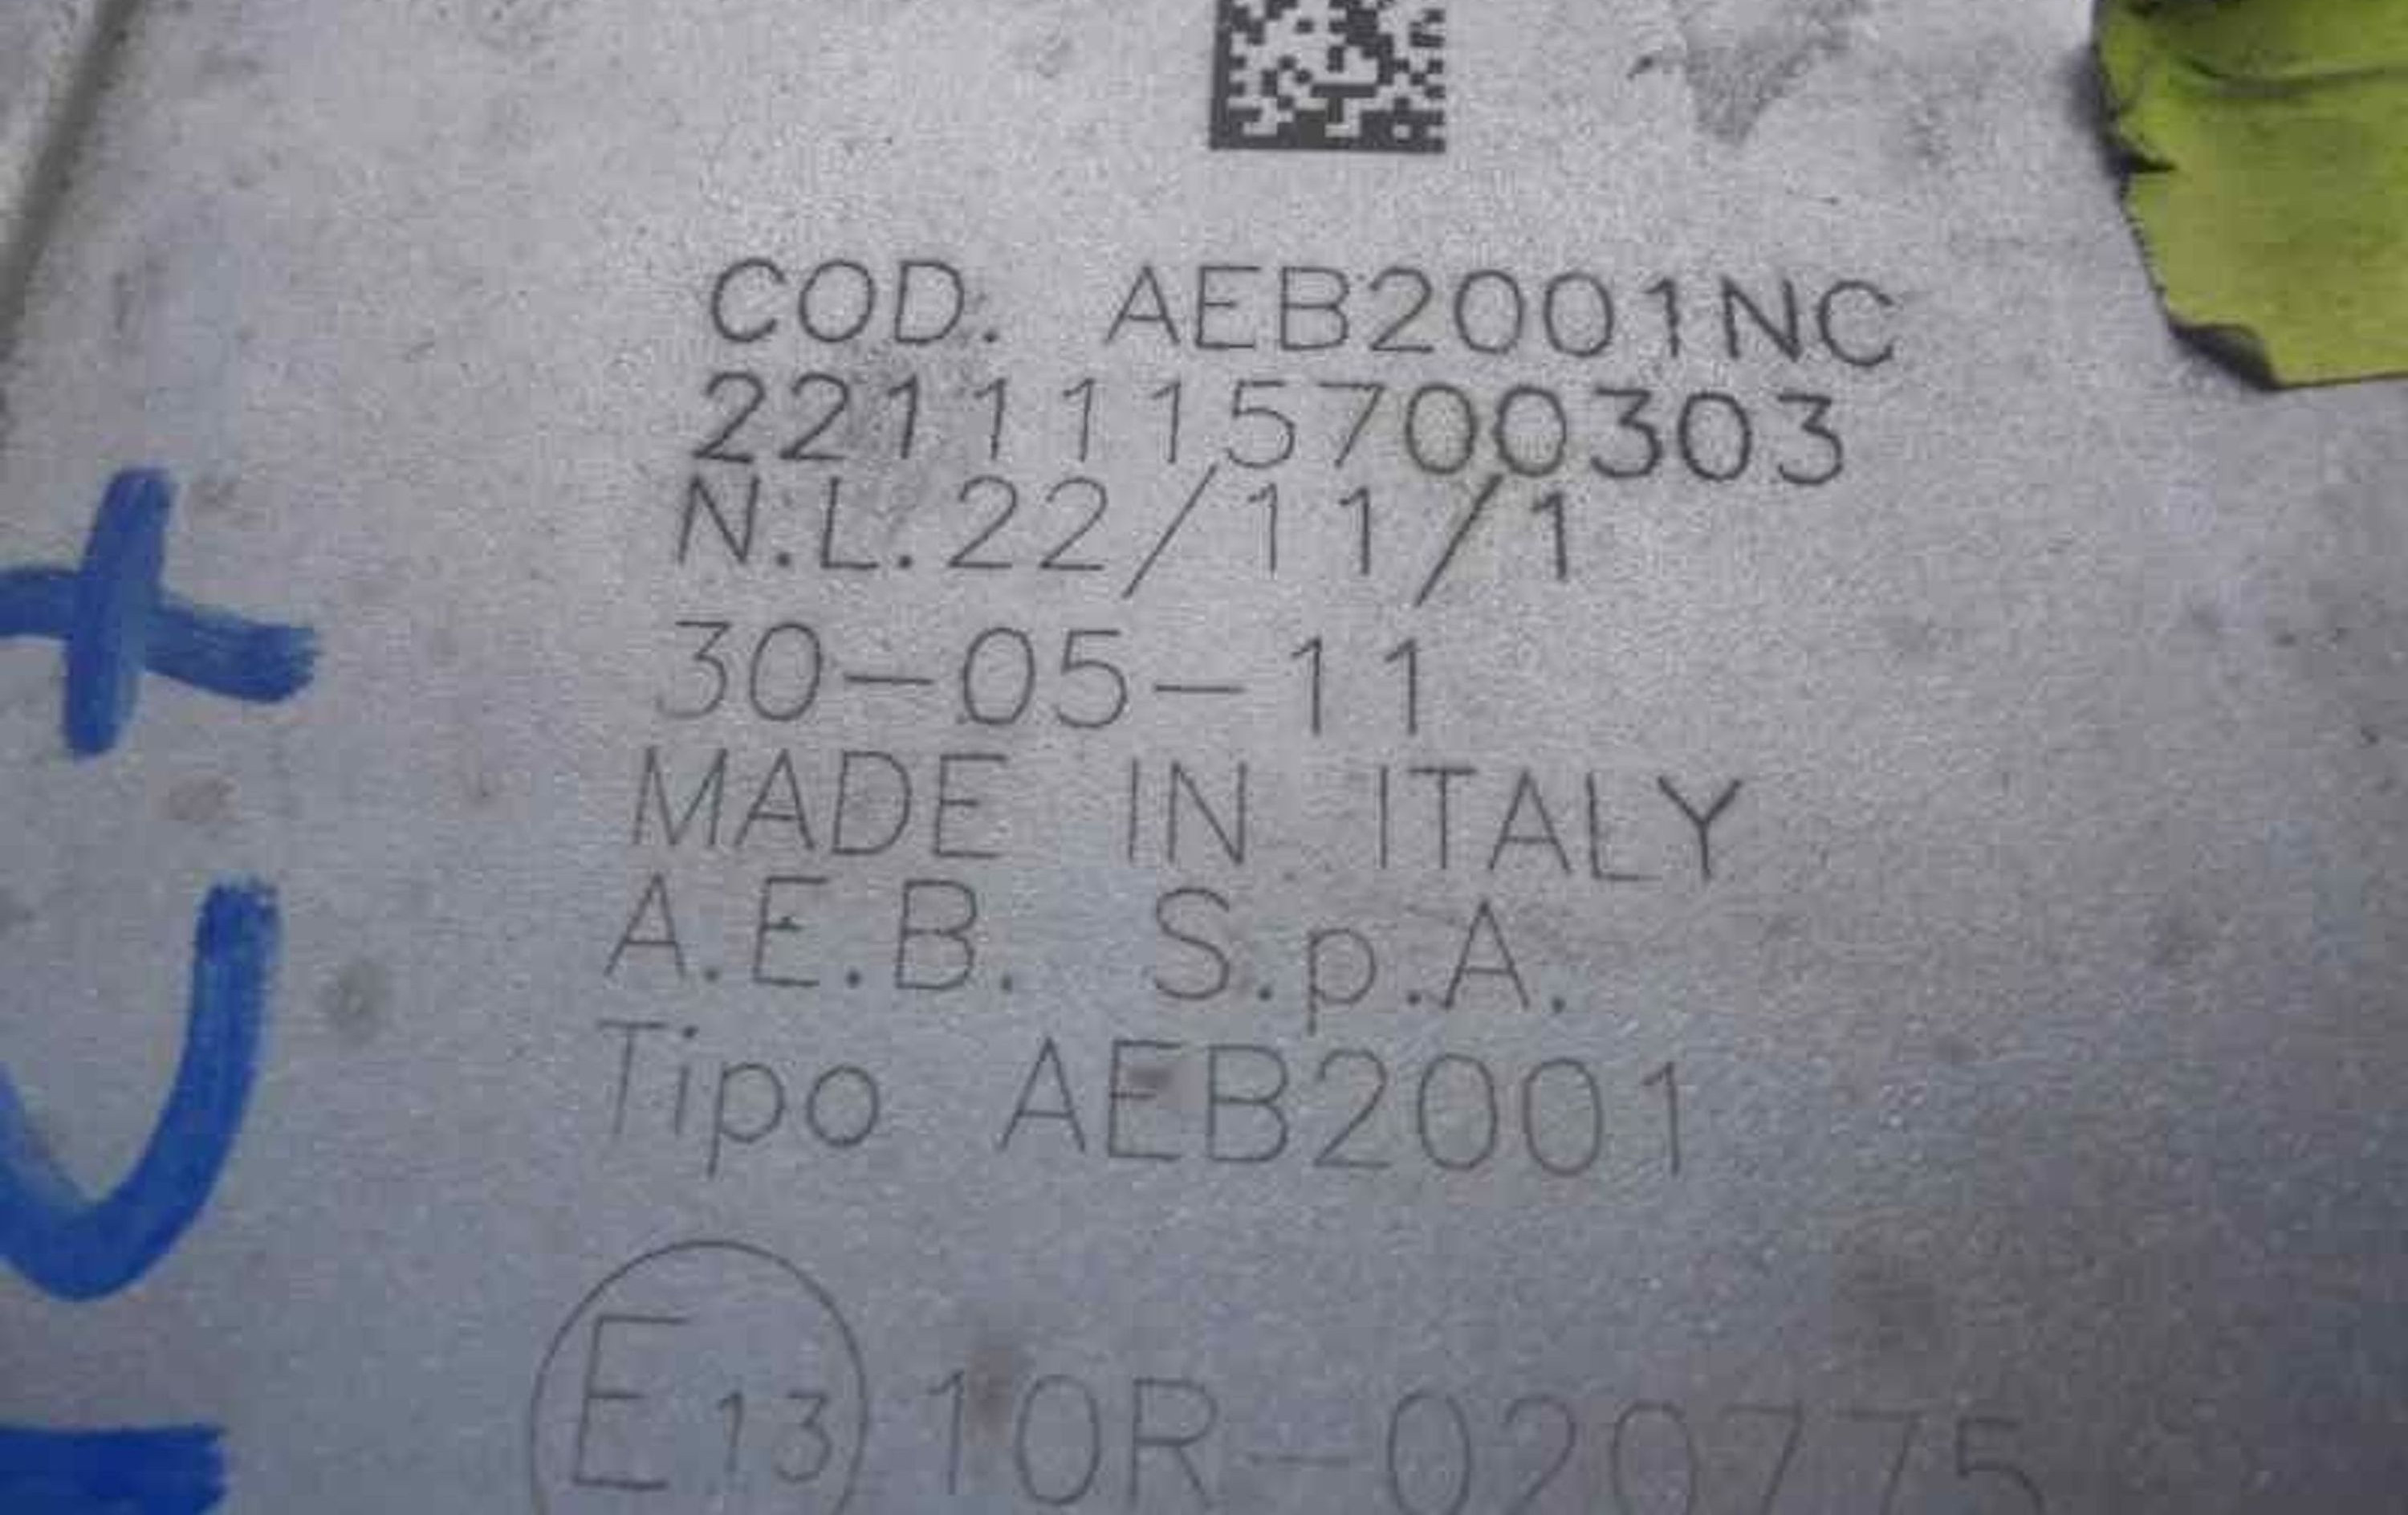 COD. AEB2001NC
2211115700303
N.L.22/11/1
30-05-11
MADE IN ITALY
A.E.B. S.p.A.
Tipo AEB2001
E13 10R-020775